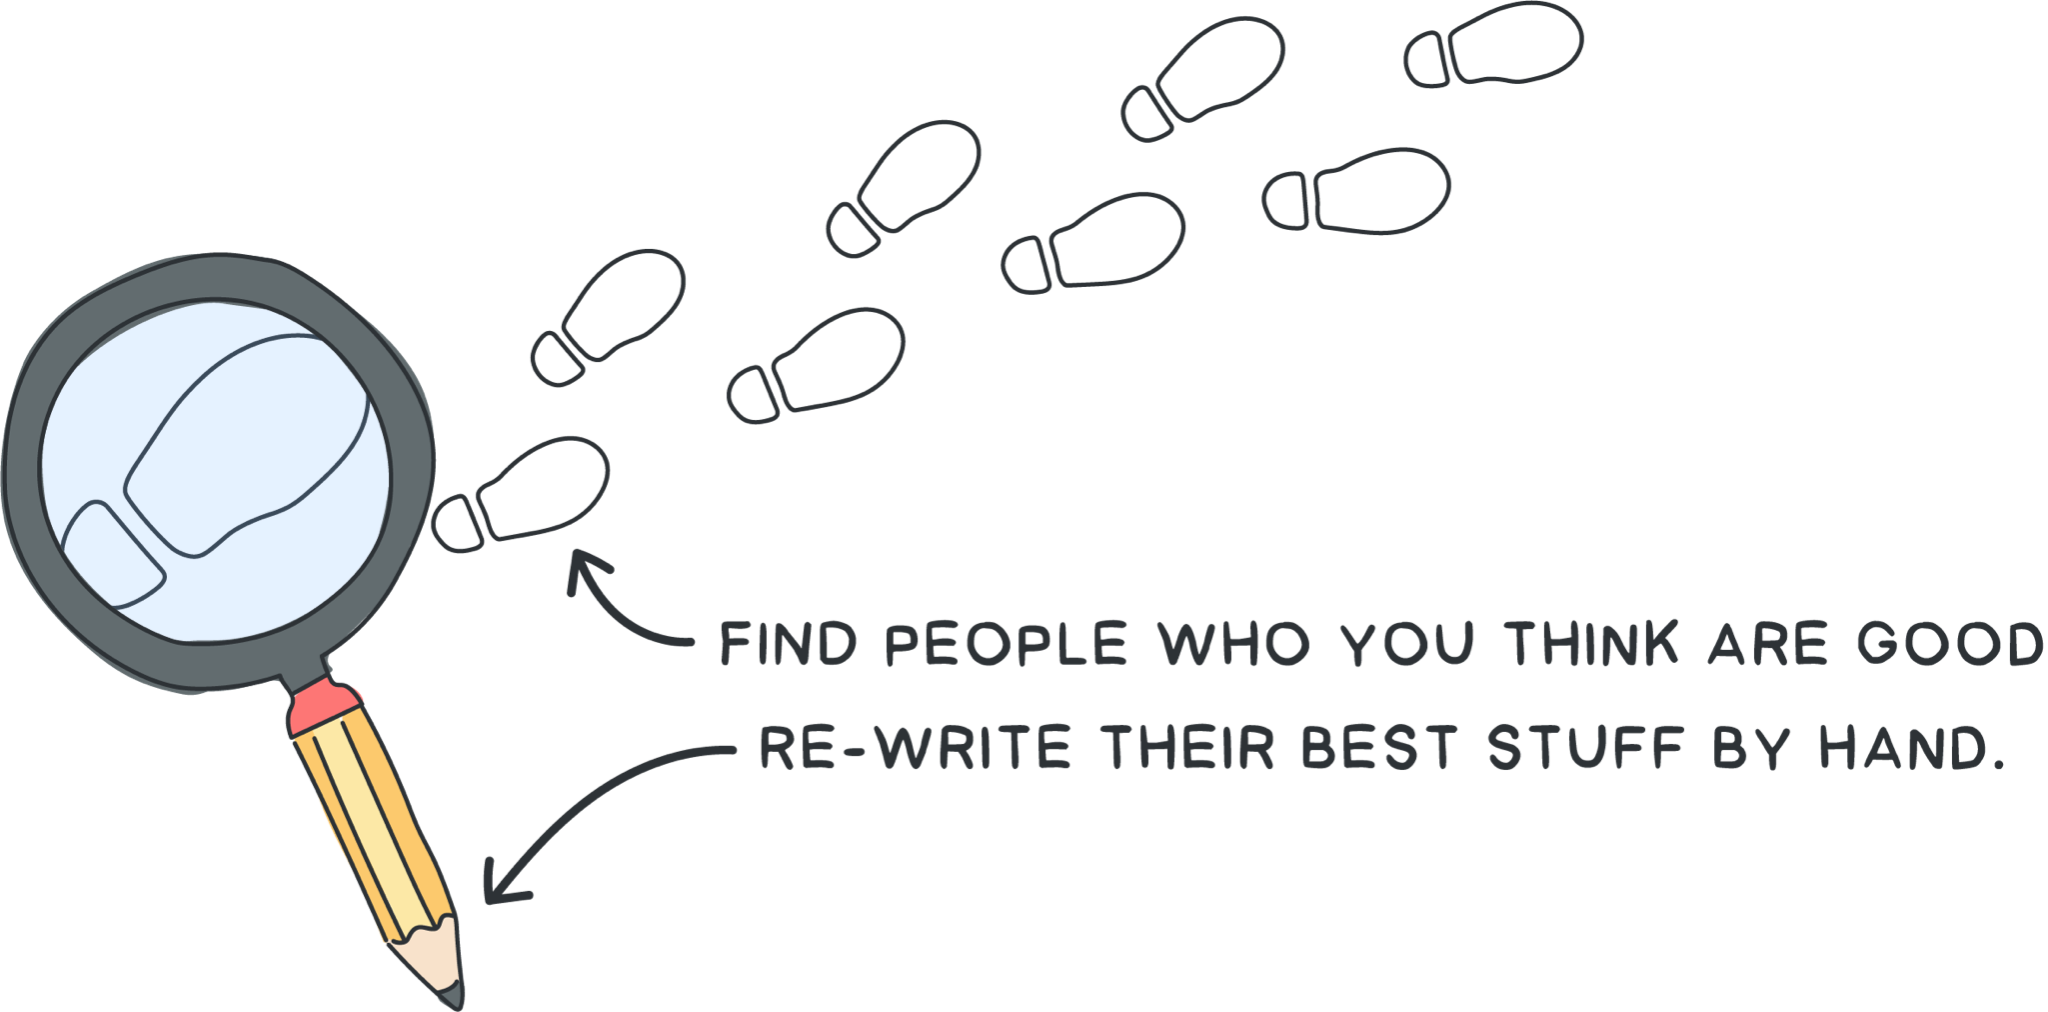 FIND PEOPLE WHO YOU THINK ARE GOOD
RE-WRITE THEIR BEST STUFF BY HAND.